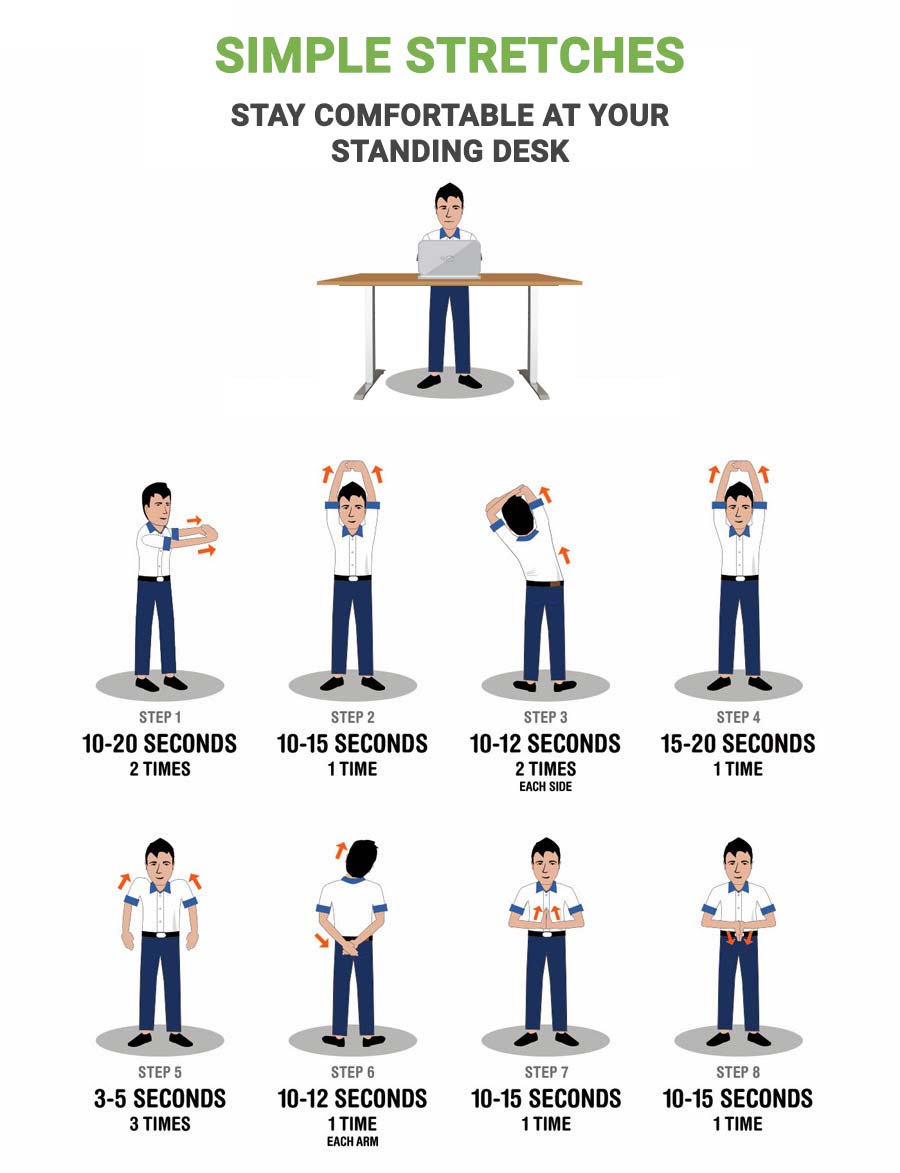 SIMPLE STRETCHES
STAY COMFORTABLE AT YOUR
STANDING DESK
STEP 1
10-20 SECONDS
2 TIMES
STEP 2
10-15 SECONDS
1 TIME
STEP 3
10-12 SECONDS
2 TIMES
EACH SIDE
STEP 4
15-20 SECONDS
1 TIME
STEP 5
3-5 SECONDS
3 TIMES
STEP 6
10-12 SECONDS
1 TIME
EACH ARM
STEP 7
10-15 SECONDS
1 TIME
STEP 8
10-15 SECONDS
1 TIME